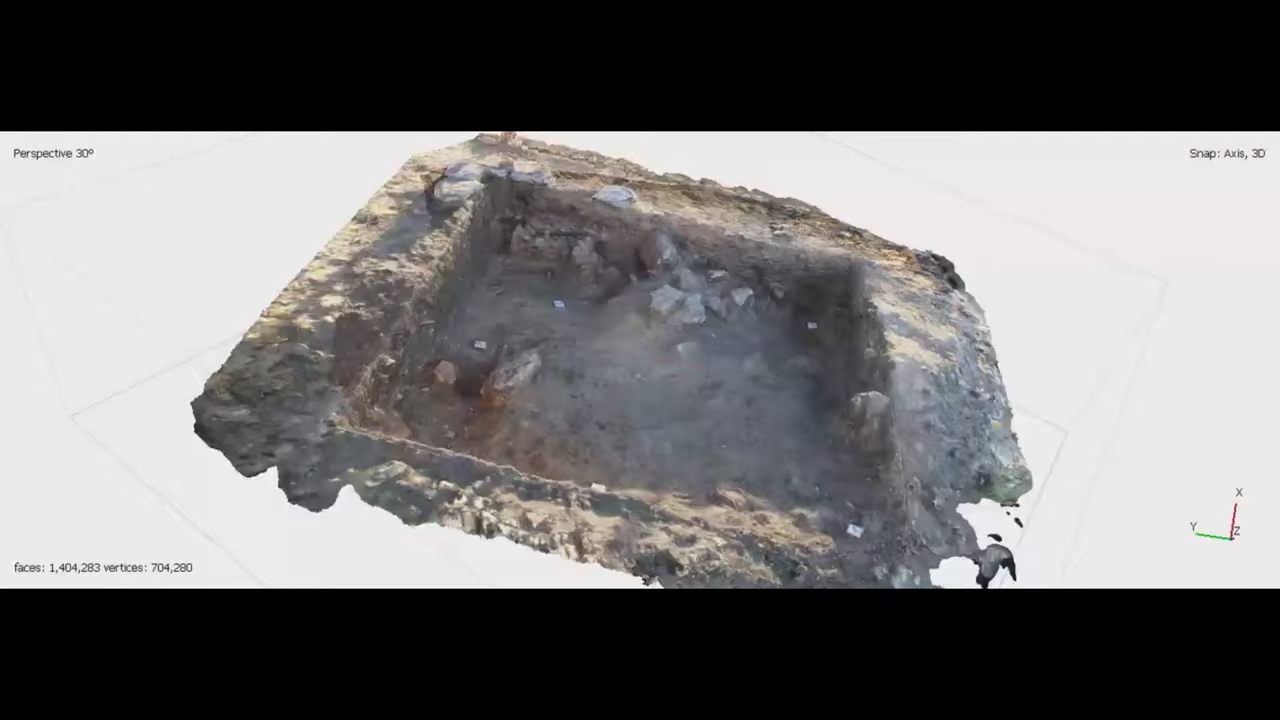 Perspective 30°
Snap: Axis, 3D
X
Y
Z
faces: 1,404,283 vertices: 704,280